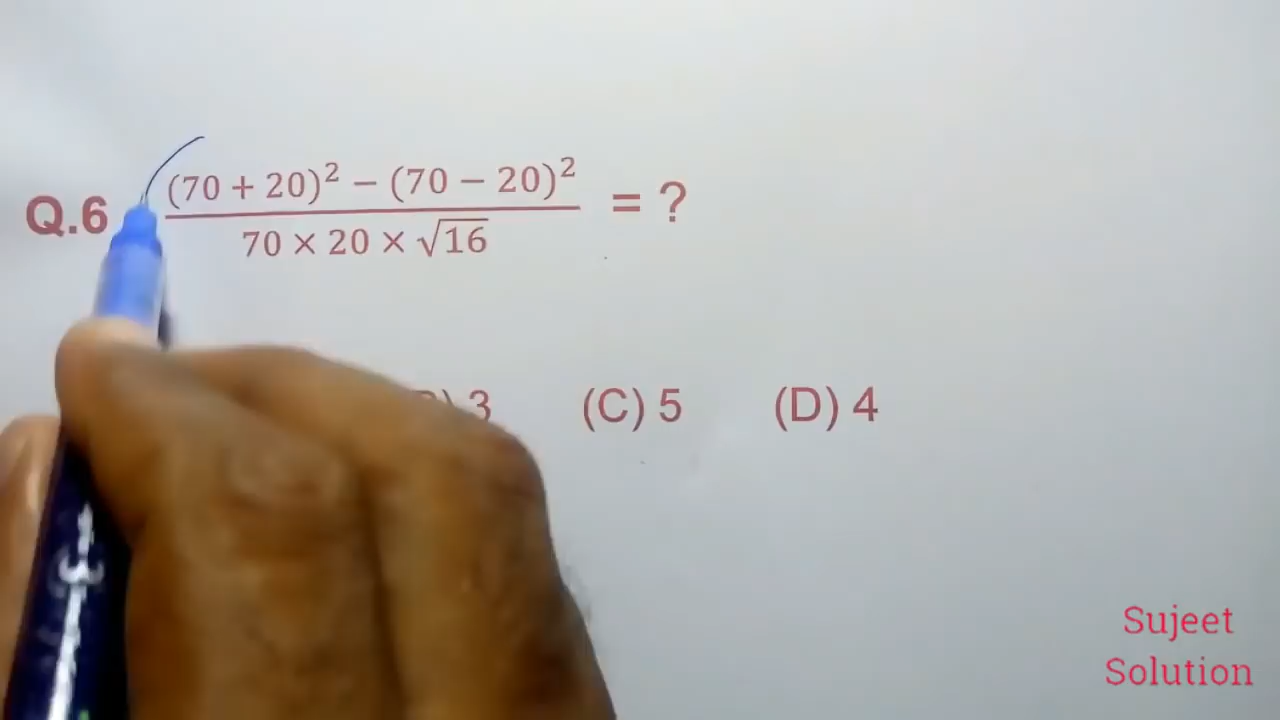 Q.6 (70 + 20)² − (70 − 20)² / 70 × 20 × √16 = ?
3 (C) 5 (D) 4
Sujeet
Solution